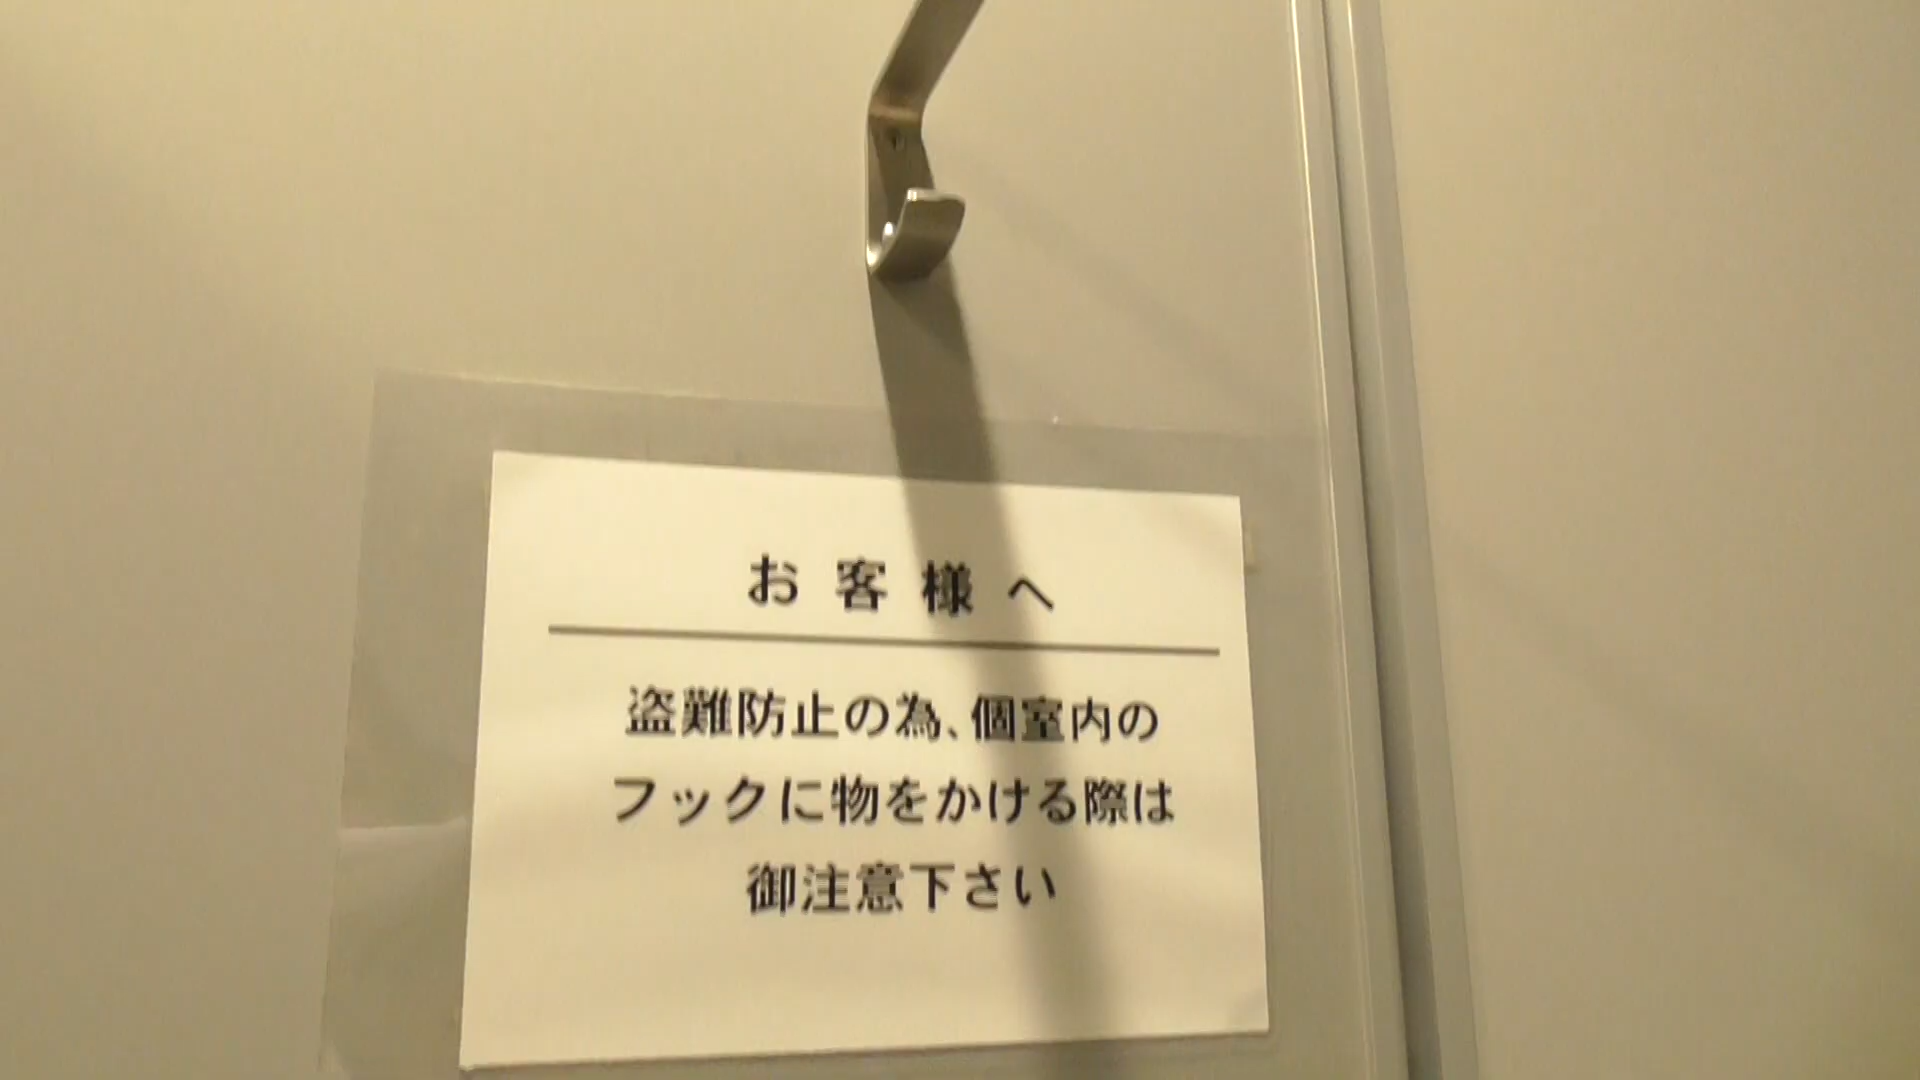 お客様へ
盗難防止の為、個室内の
フックに物をかける際は
御注意下さい